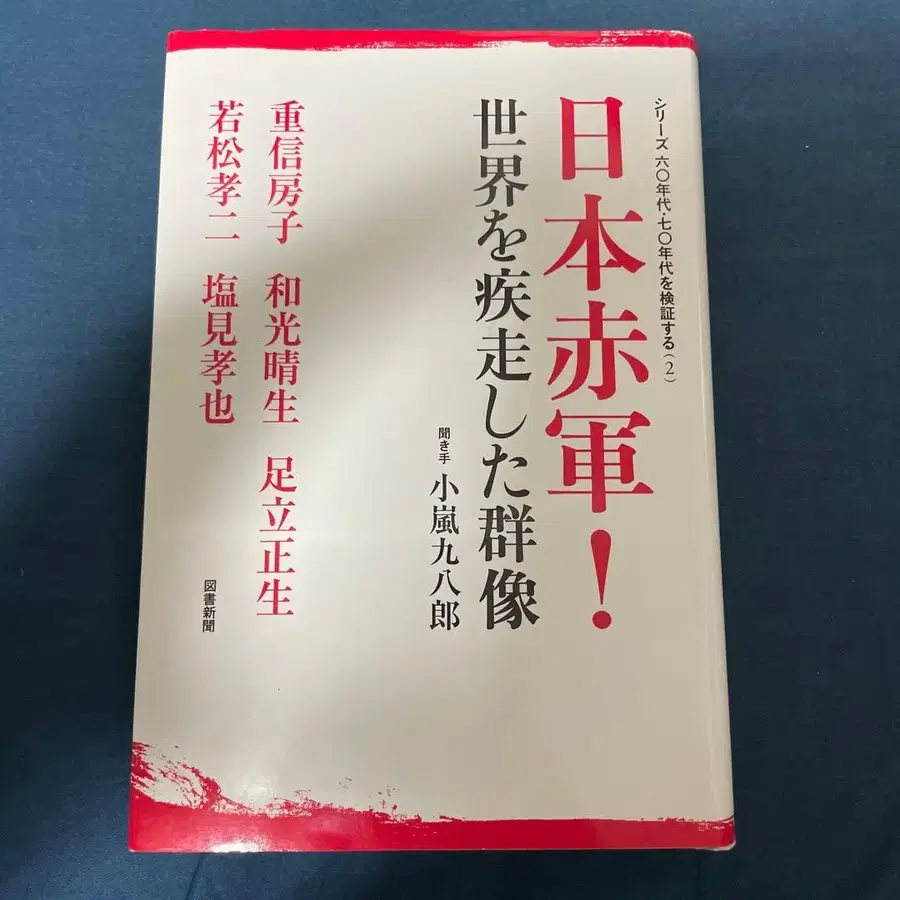 シリーズ 六〇年代・七〇年代を検証する（2）
日本赤軍！
世界を疾走した群像
聞き手 小嵐九八郎
重信房子 和光晴生 足立正生
若松孝二 塩見孝也
図書新聞